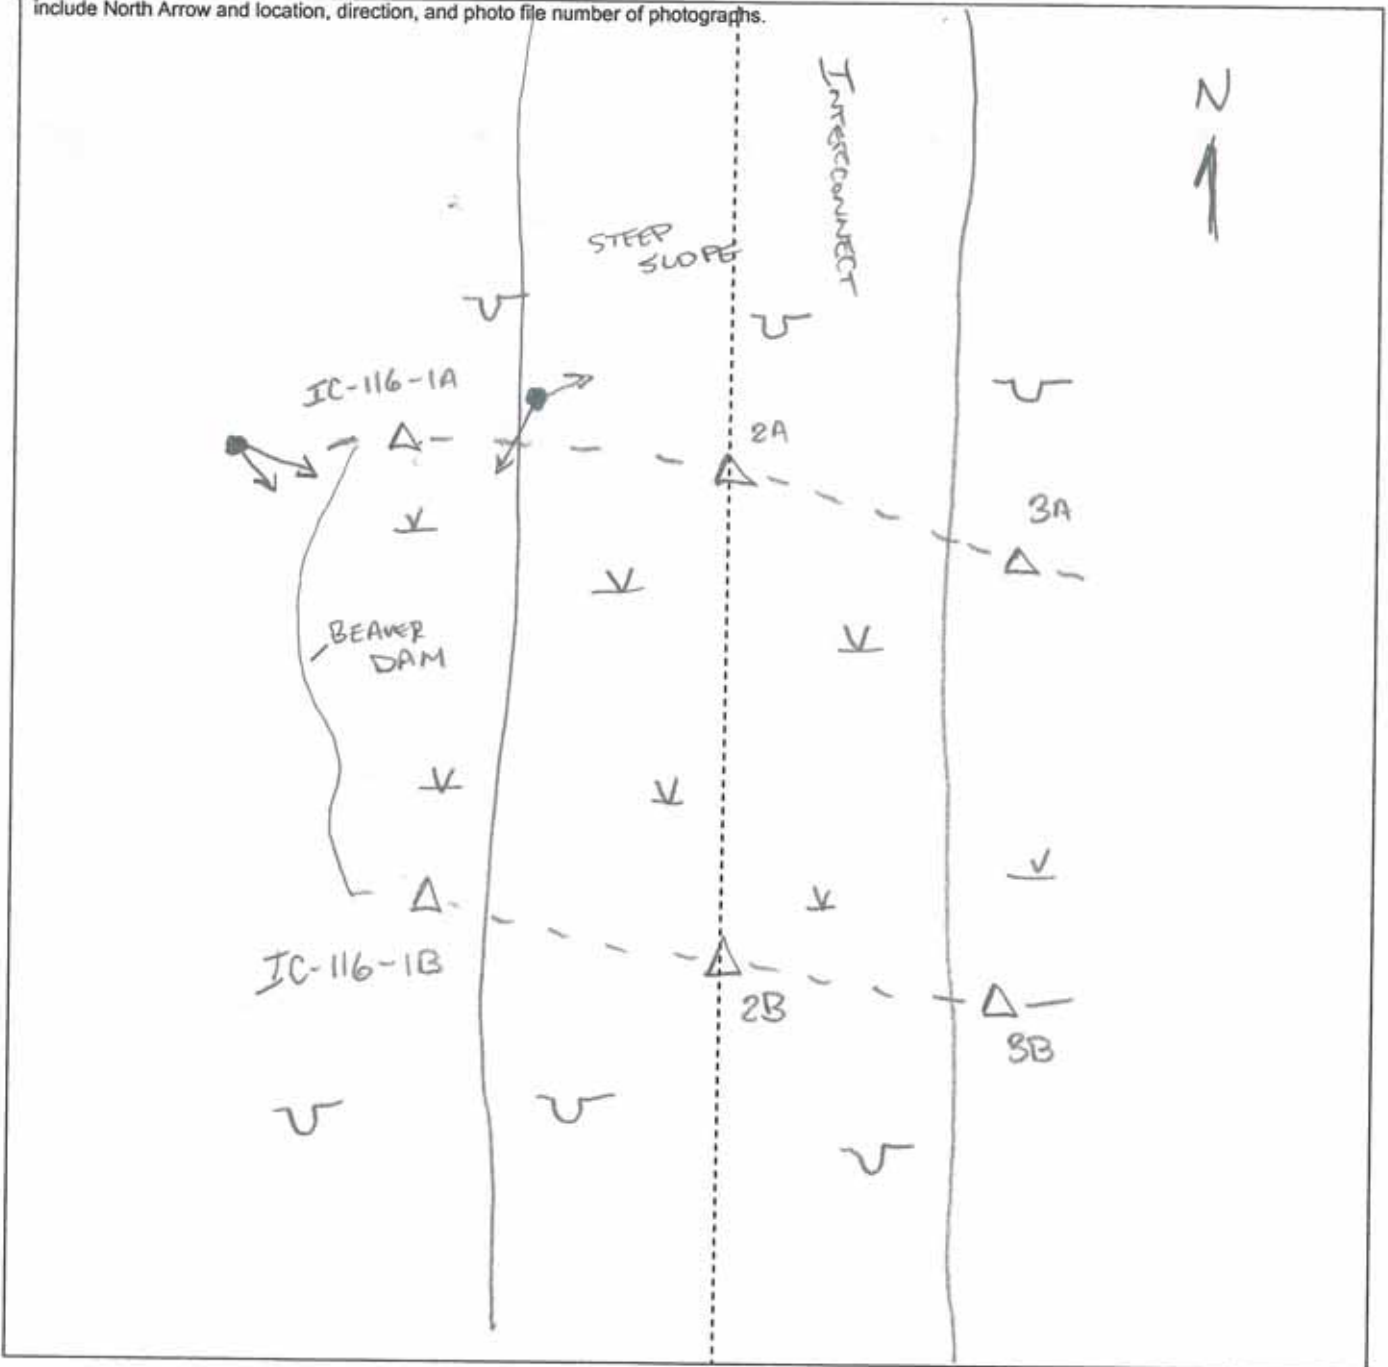 include North Arrow and location, direction, and photo file number of photographs.
N
INTERCONNECT
STEEP
SLOPE
IC-116-1A
2A
3A
BEAVER
DAM
IC-116-1B
2B
3B